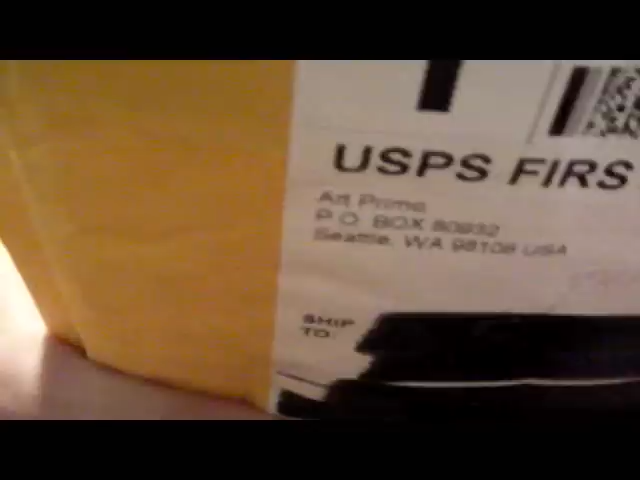 USPS FIRS
Art Prime
P.O. BOX 80932
Seattle, WA 98108 USA
SHIP
TO: